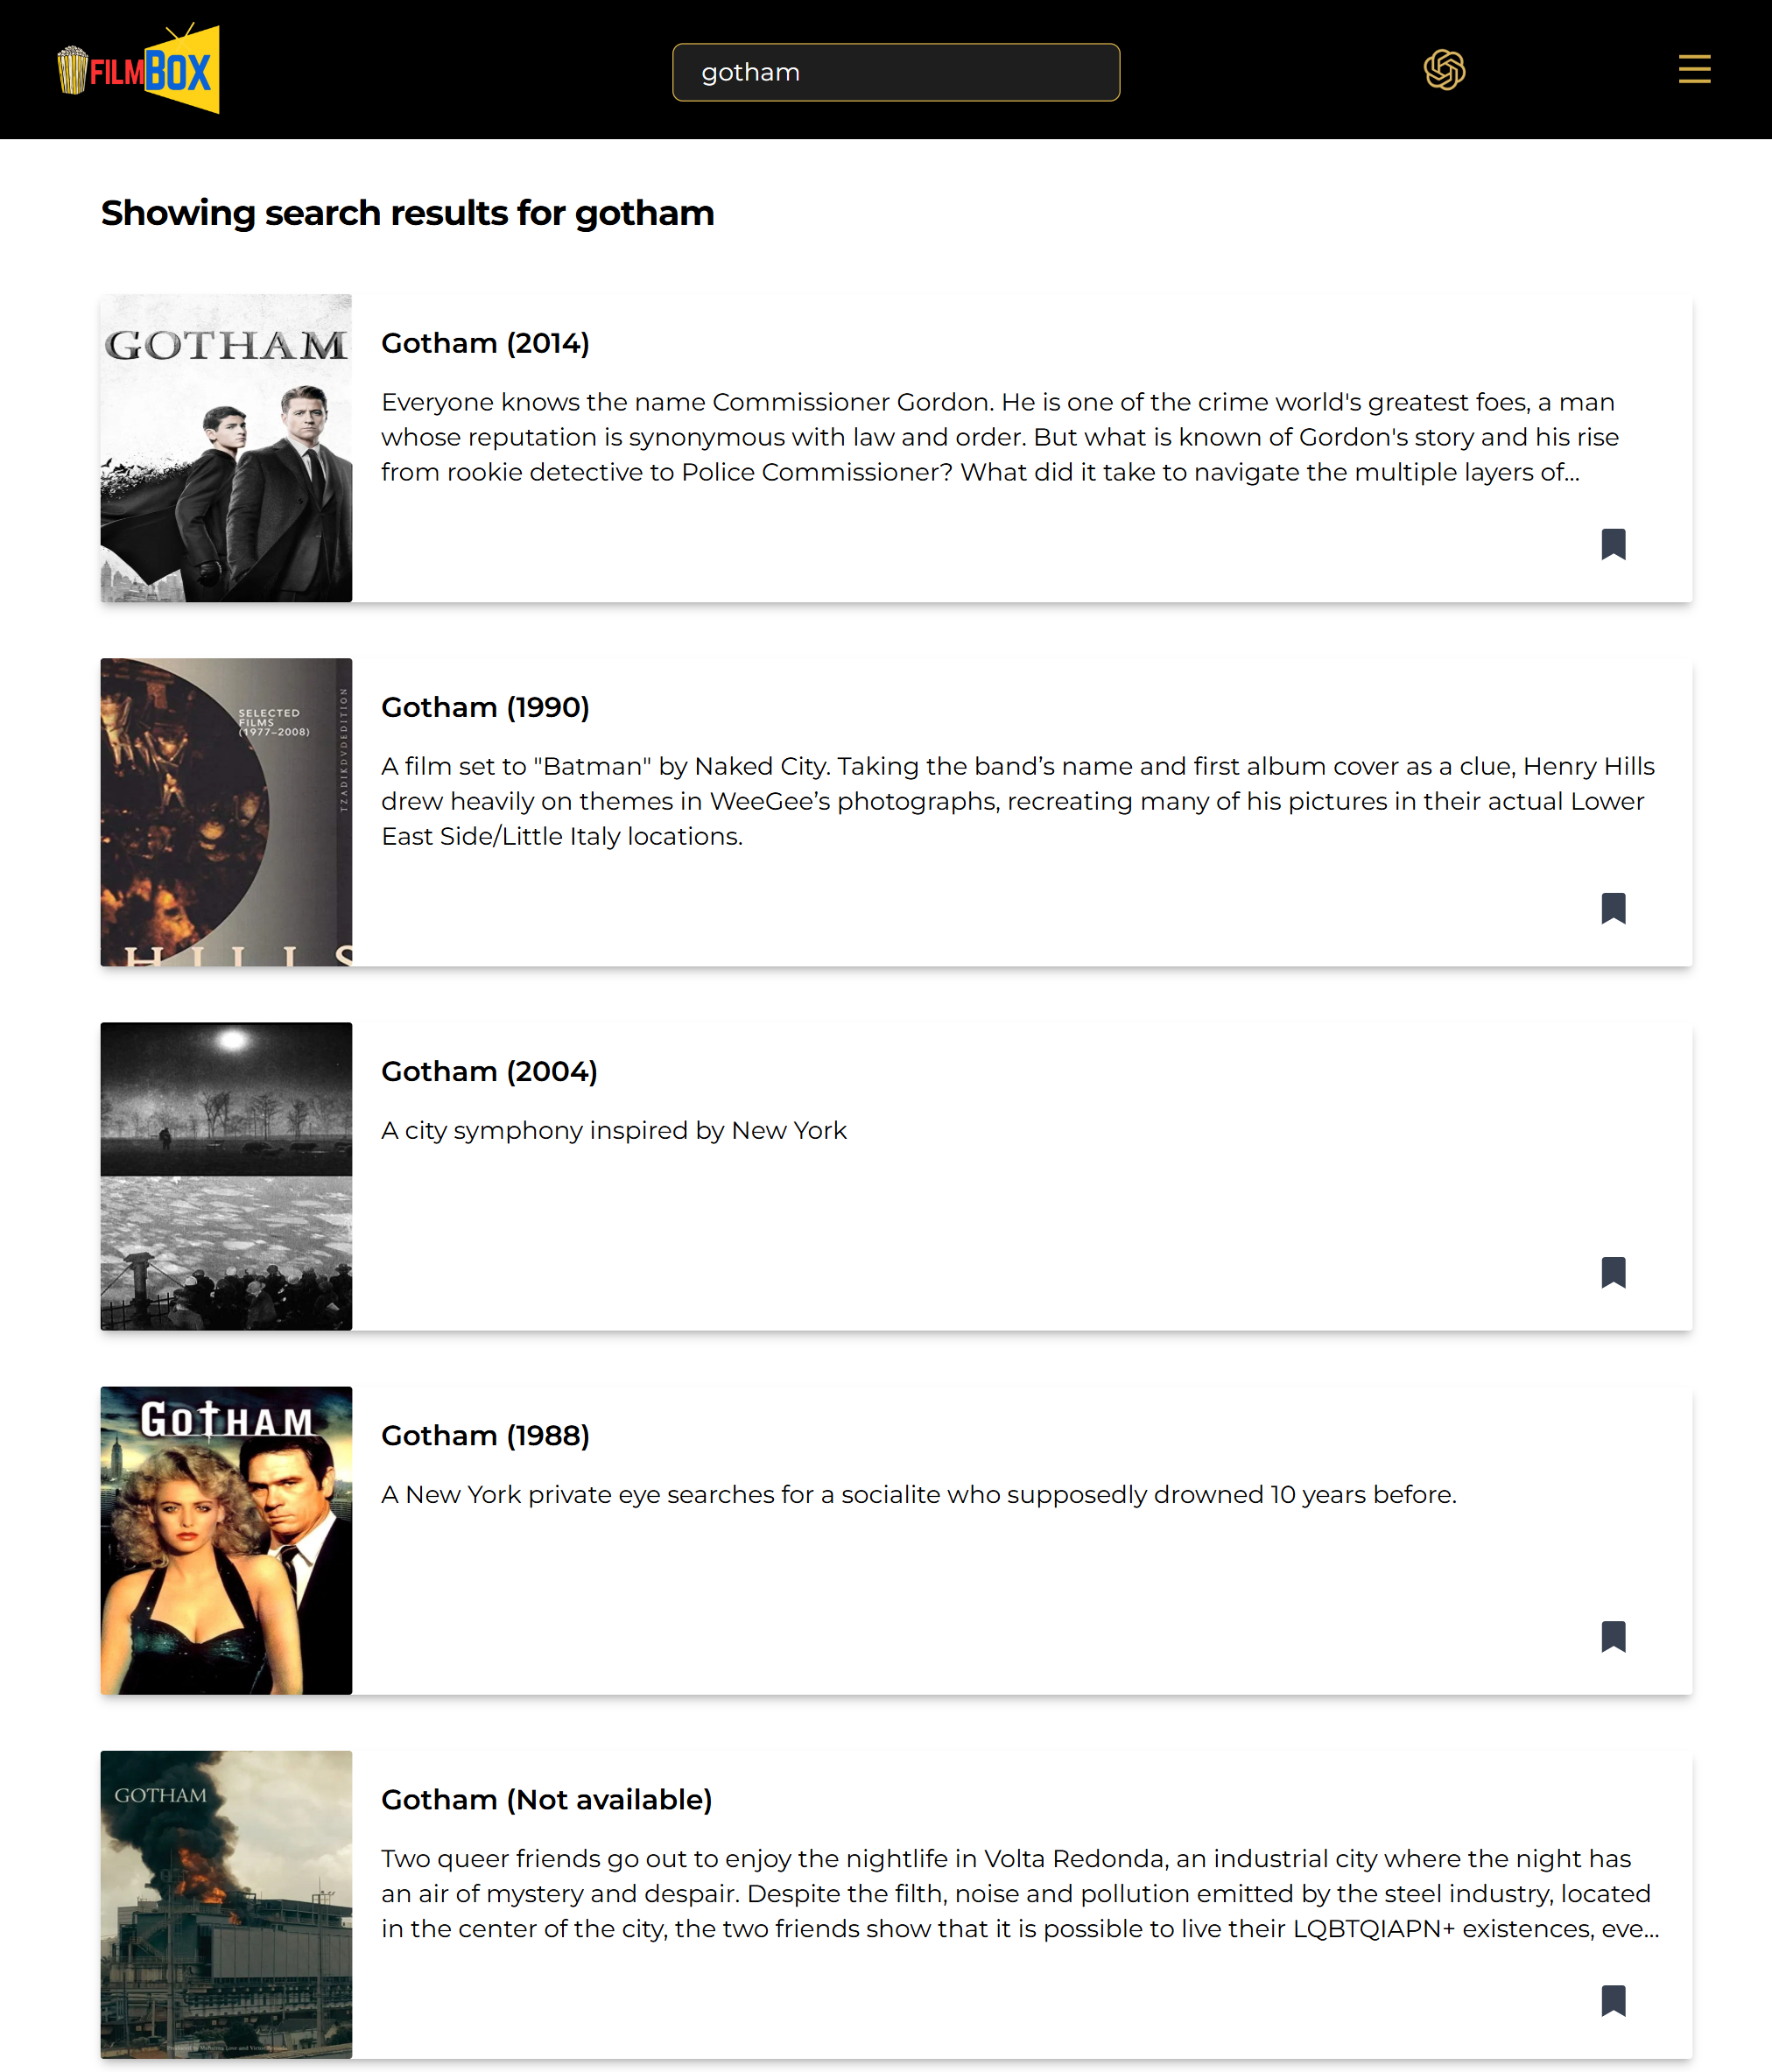 FILMBOX
gotham
Showing search results for gotham
GOTHAM
Gotham (2014)
Everyone knows the name Commissioner Gordon. He is one of the crime world's greatest foes, a man
whose reputation is synonymous with law and order. But what is known of Gordon's story and his rise
from rookie detective to Police Commissioner? What did it take to navigate the multiple layers of...
SELECTED
FILMS
(1977–2008)
TZADIKDVDEDITION
HILLS
Gotham (1990)
A film set to "Batman" by Naked City. Taking the band’s name and first album cover as a clue, Henry Hills
drew heavily on themes in WeeGee’s photographs, recreating many of his pictures in their actual Lower
East Side/Little Italy locations.
Gotham (2004)
A city symphony inspired by New York
GOTHAM
Gotham (1988)
A New York private eye searches for a socialite who supposedly drowned 10 years before.
GOTHAM
Gotham (Not available)
Two queer friends go out to enjoy the nightlife in Volta Redonda, an industrial city where the night has
an air of mystery and despair. Despite the filth, noise and pollution emitted by the steel industry, located
in the center of the city, the two friends show that it is possible to live their LQBTQIAPN+ existences, eve...